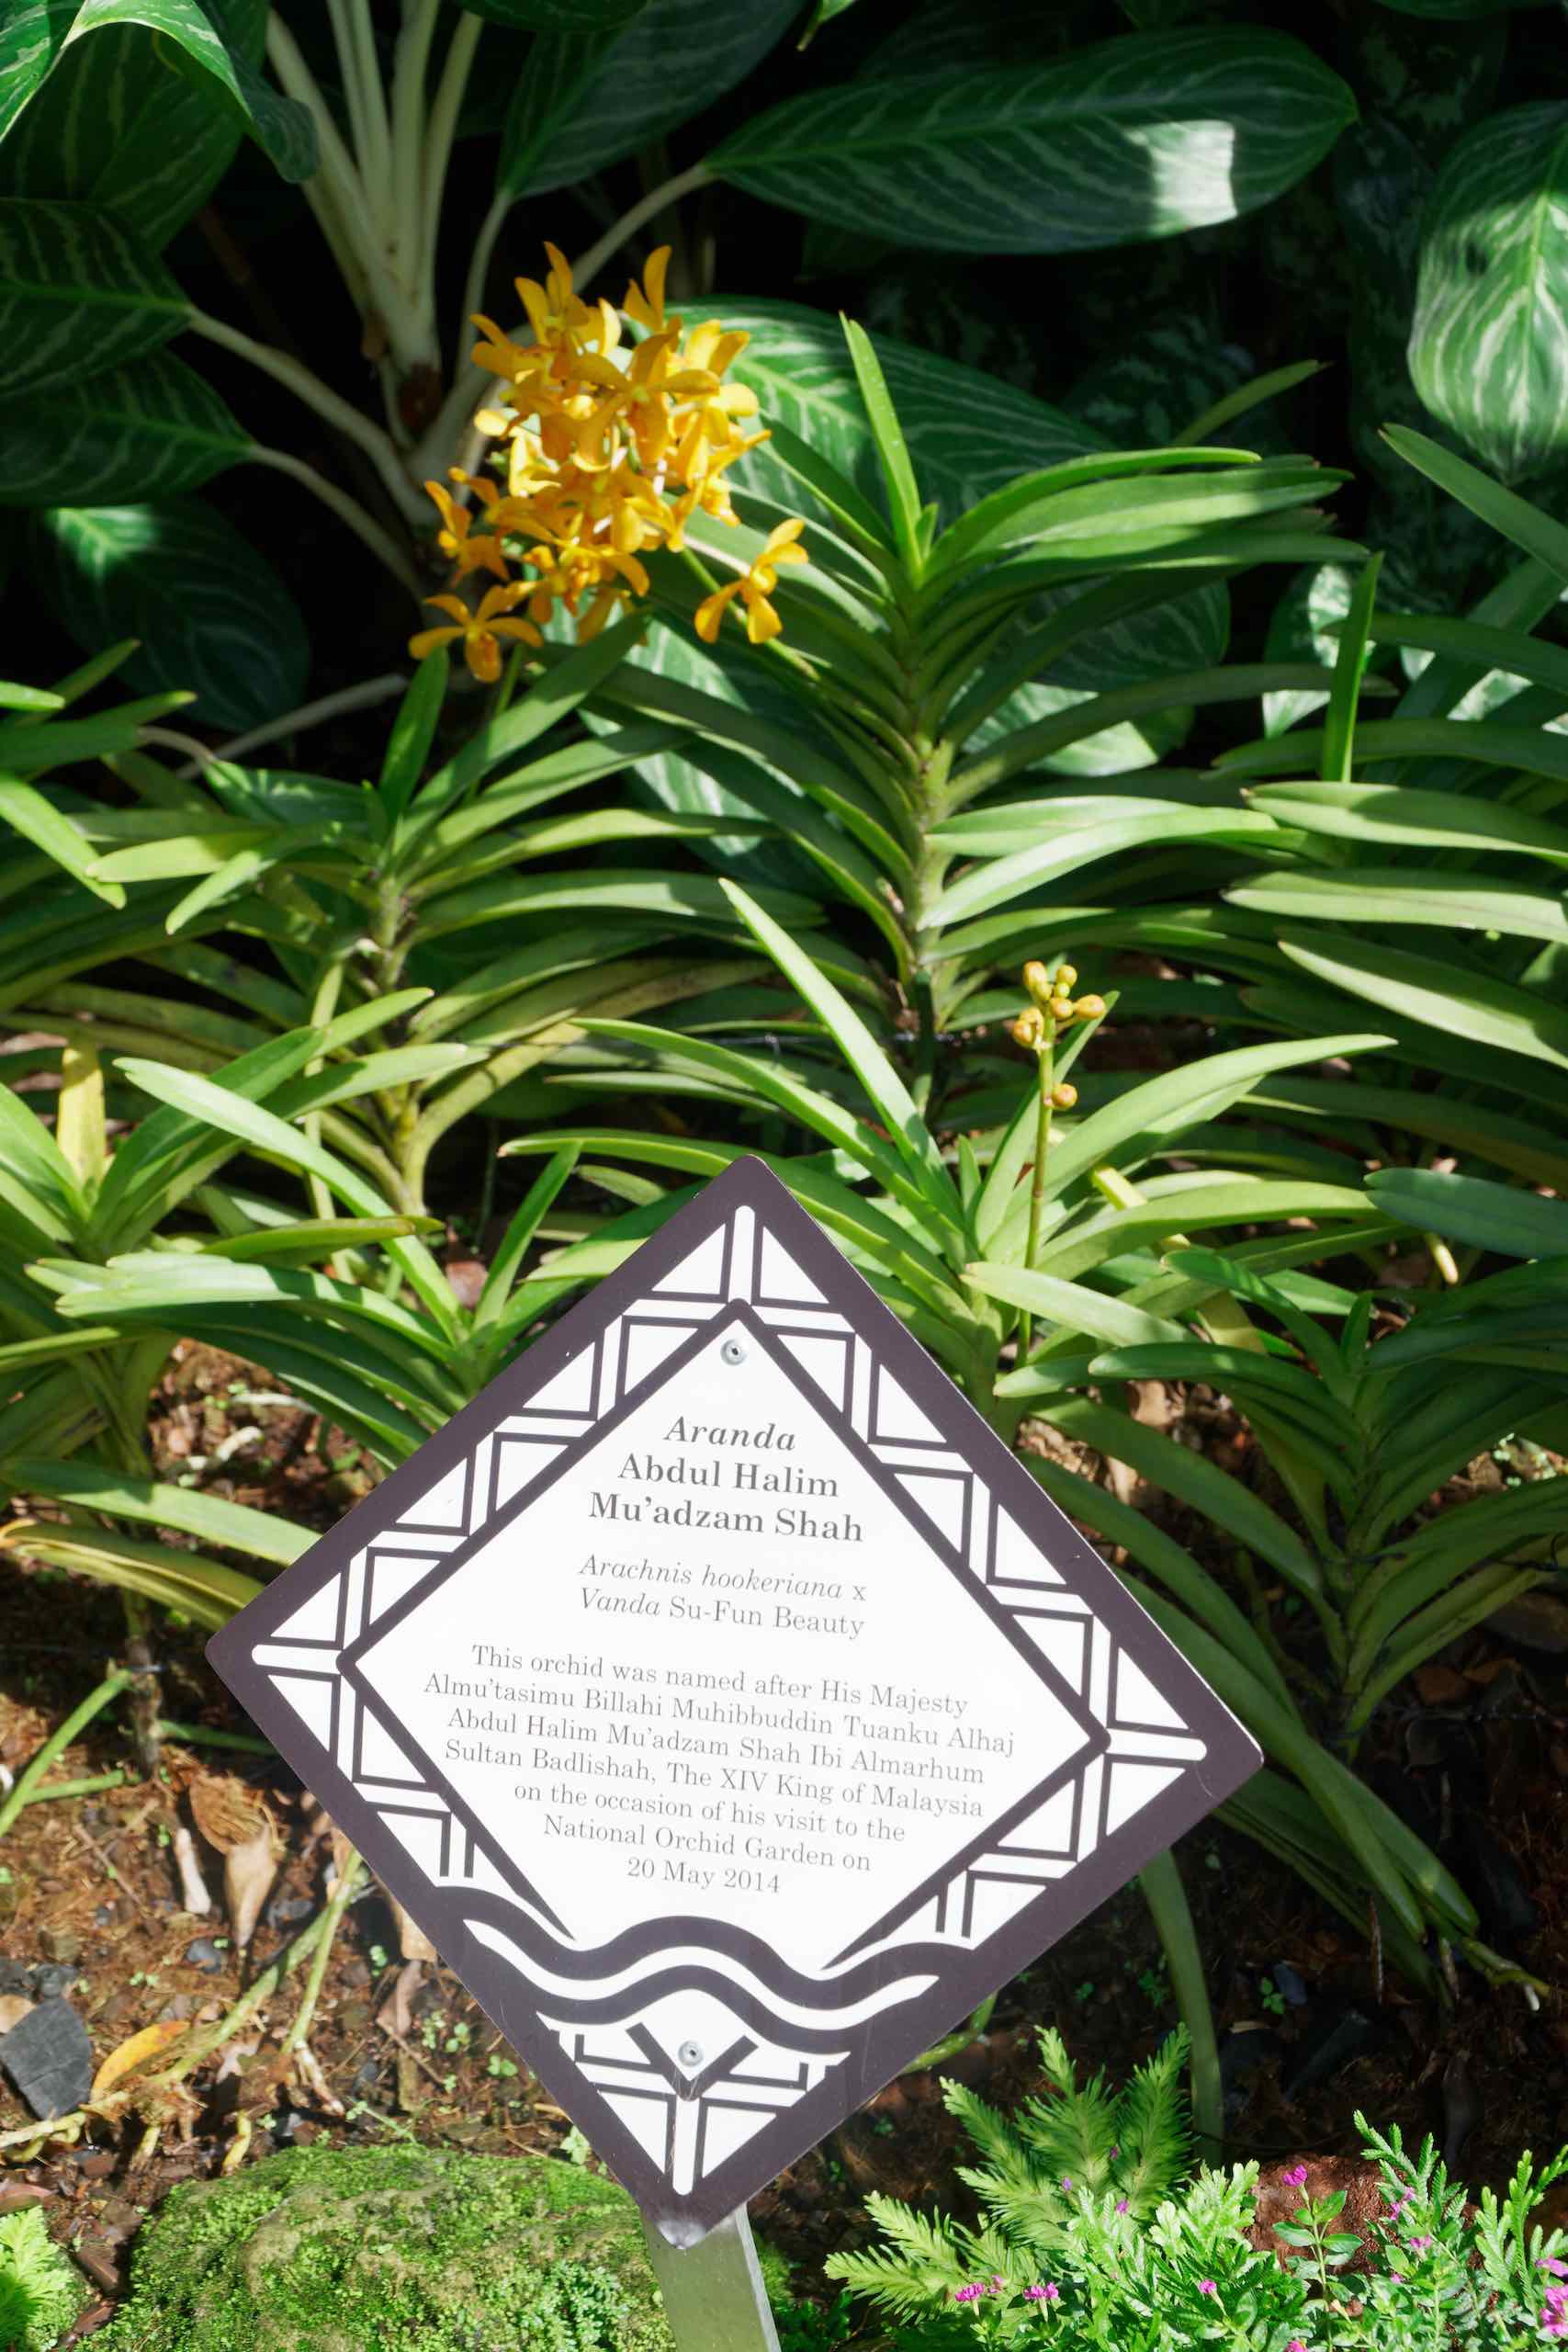 Aranda
Abdul Halim
Mu'adzam Shah
Arachnis hookeriana x
Vanda Su-Fun Beauty
This orchid was named after His Majesty
Almu'tasimu Billahi Muhibbuddin Tuanku Alhaj
Abdul Halim Mu'adzam Shah Ibi Almarhum
Sultan Badlishah, The XIV King of Malaysia
on the occasion of his visit to the
National Orchid Garden on
20 May 2014